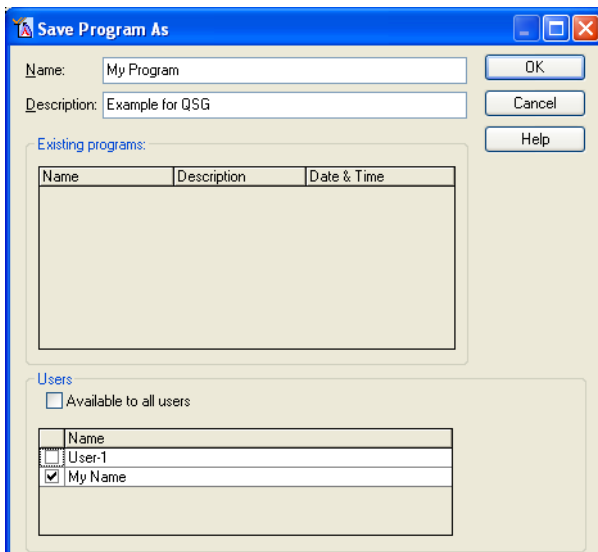 Save Program As
Name: My Program
OK
Description: Example for QSG
Cancel
Help
Existing programs:
Name Description Date & Time
Users
Available to all users
Name
User-1
My Name